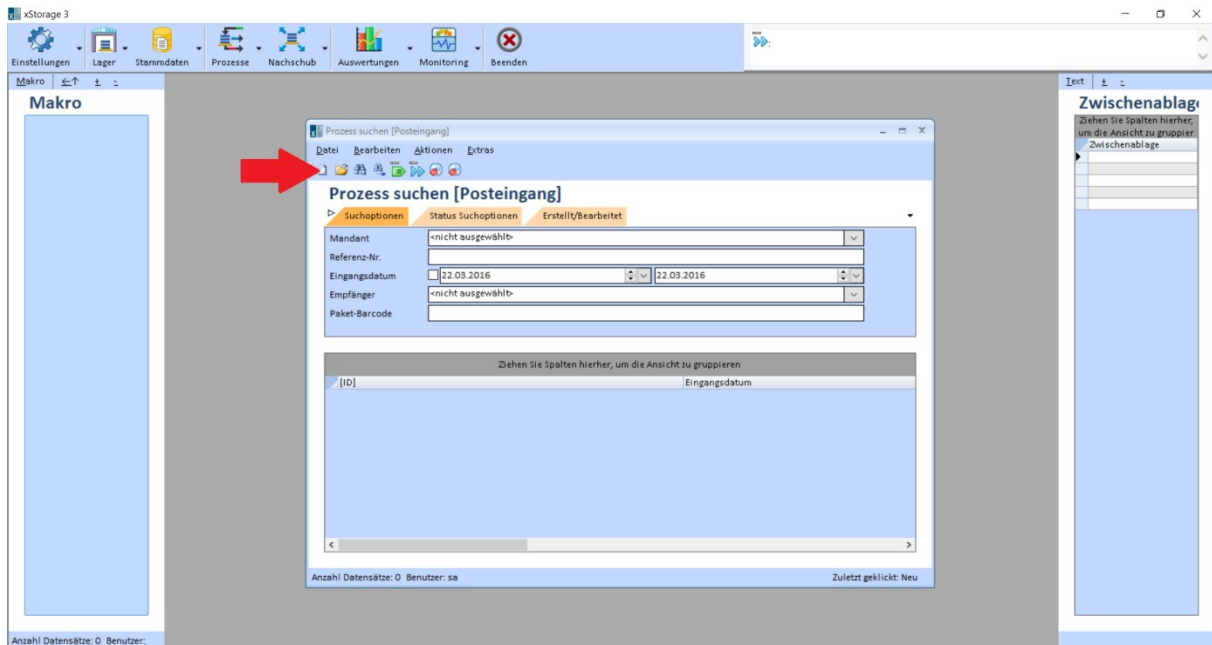 xStorage 3
Einstellungen Lager Stammdaten Prozesse Nachschub Auswertungen Monitoring Beenden
Makro
Makro
Text
Zwischenablage
Ziehen Sie Spalten hierher,
um die Ansicht zu gruppier
Zwischenablage
Prozess suchen [Posteingang]
Datei Bearbeiten Aktionen Extras
Prozess suchen [Posteingang]
Suchoptionen Status Suchoptionen Erstellt/Bearbeitet
Mandant <nicht ausgewählt>
Referenz-Nr.
Eingangsdatum 22.03.2016 22.03.2016
Empfänger <nicht ausgewählt>
Paket-Barcode
Ziehen Sie Spalten hierher, um die Ansicht zu gruppieren
[ID] Eingangsdatum
Anzahl Datensätze: 0 Benutzer: sa Zuletzt geklickt: Neu
Anzahl Datensätze: 0 Benutzer: